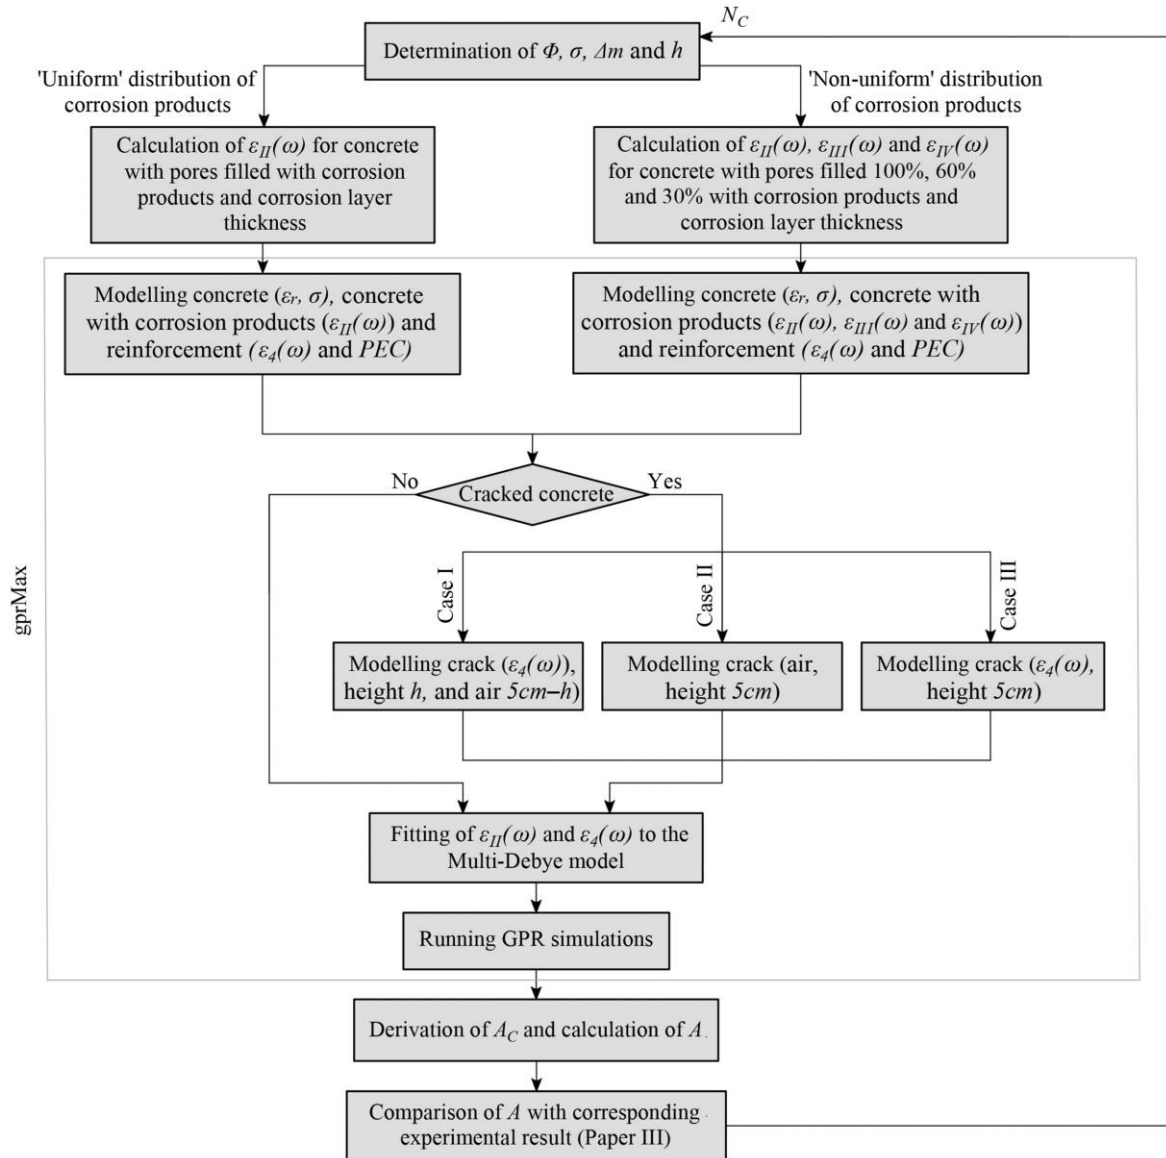 N_C
Determination of Φ, σ, Δm and h
'Uniform' distribution of
corrosion products
'Non-uniform' distribution
of corrosion products
Calculation of ε_II(ω) for concrete
with pores filled with corrosion
products and corrosion layer
thickness
Calculation of ε_II(ω), ε_III(ω) and ε_IV(ω)
for concrete with pores filled 100%, 60%
and 30% with corrosion products and
corrosion layer thickness
Modelling concrete (ε_r, σ), concrete
with corrosion products (ε_II(ω)) and
reinforcement (ε_4(ω) and PEC)
Modelling concrete (ε_r, σ), concrete with
corrosion products (ε_II(ω), ε_III(ω) and ε_IV(ω))
and reinforcement (ε_4(ω) and PEC)
No
Cracked concrete
Yes
gprMax
Case I
Case II
Case III
Modelling crack (ε_4(ω)),
height h, and air 5cm–h)
Modelling crack (air,
height 5cm)
Modelling crack (ε_4(ω),
height 5cm)
Fitting of ε_II(ω) and ε_4(ω) to the
Multi-Debye model
Running GPR simulations
Derivation of A_C and calculation of A.
Comparison of A with corresponding
experimental result (Paper III)